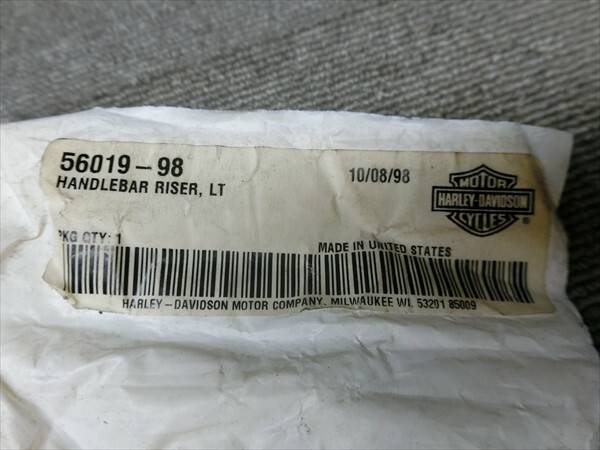 56019-98
HANDLEBAR RISER, LT
10/08/98
MOTOR
HARLEY-DAVIDSON
CYCLES
®
PKG QTY: 1
MADE IN UNITED STATES
HARLEY-DAVIDSON MOTOR COMPANY, MILWAUKEE WI. 53201 85009